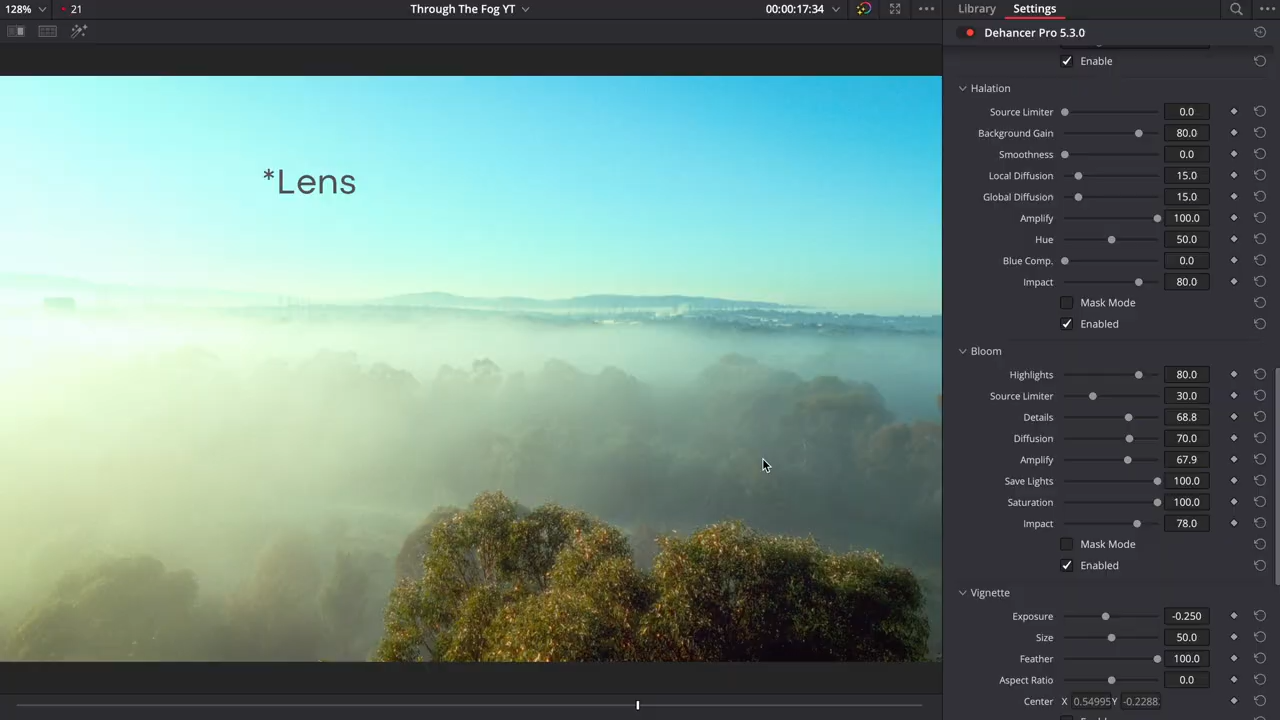 128% 21 Through The Fog YT 00:00:17:34 Library Settings
Dehancer Pro 5.3.0
Enable
Halation
Source Limiter 0.0
Background Gain 80.0
Smoothness 0.0
Local Diffusion 15.0
Global Diffusion 15.0
Amplify 100.0
Hue 50.0
Blue Comp. 0.0
Impact 80.0
Mask Mode
Enabled
Bloom
Highlights 80.0
Source Limiter 30.0
Details 68.8
Diffusion 70.0
Amplify 67.9
Save Lights 100.0
Saturation 100.0
Impact 78.0
Mask Mode
Enabled
Vignette
Exposure -0.250
Size 50.0
Feather 100.0
Aspect Ratio 0.0
Center X 0.54995 Y -0.2288
*Lens